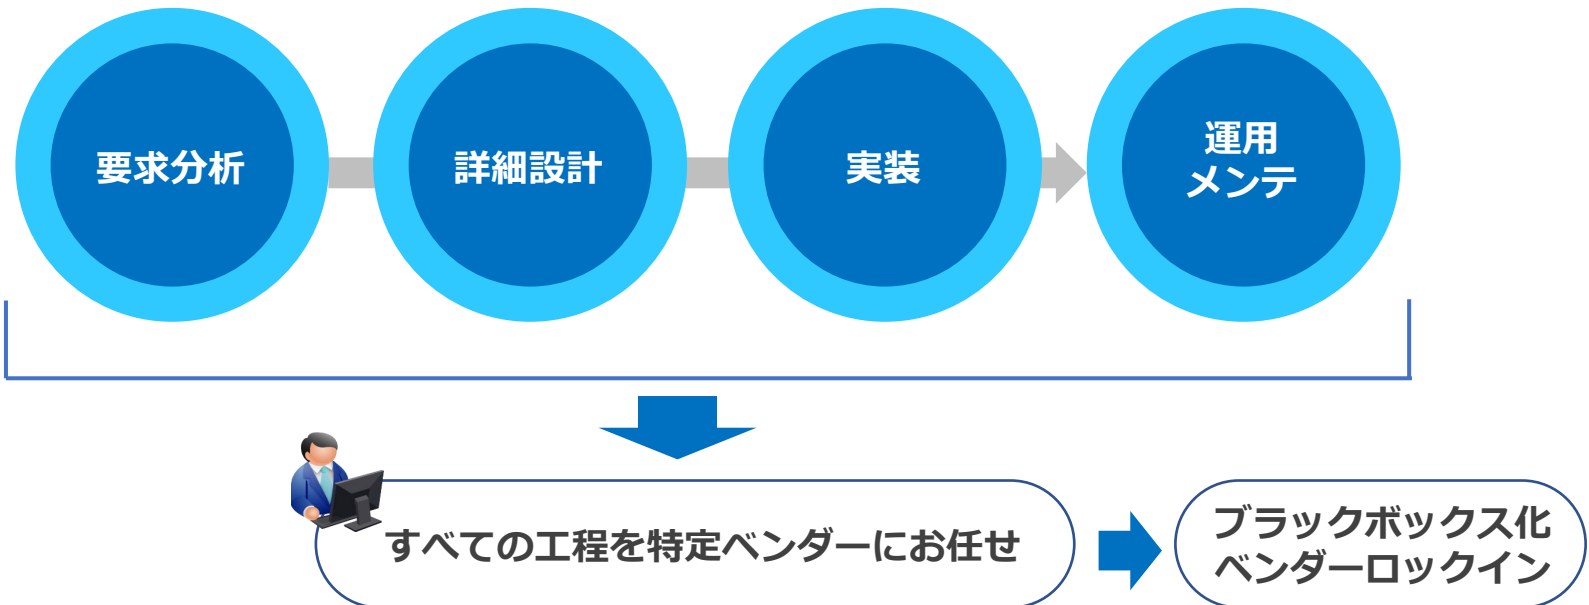 要求分析
詳細設計
実装
運用
メンテ
すべての工程を特定ベンダーにお任せ
ブラックボックス化
ベンダーロックイン